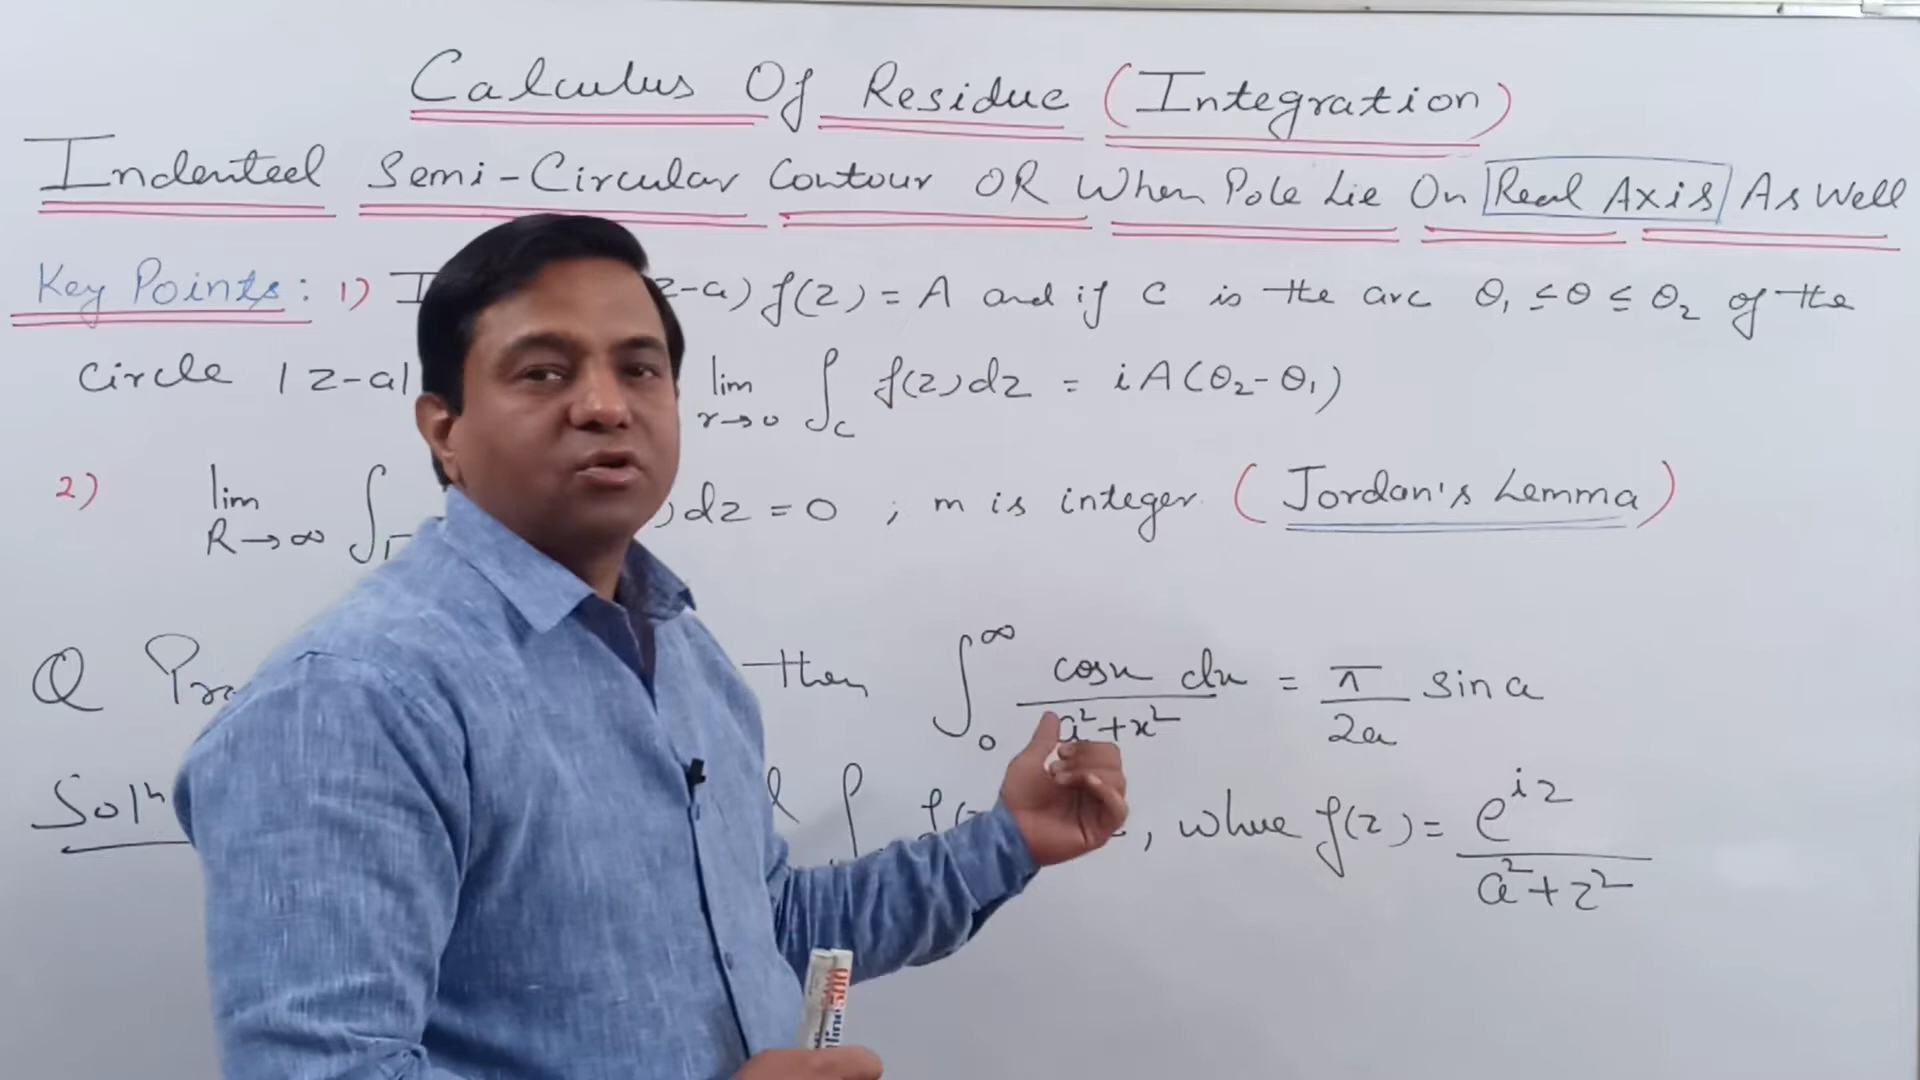 Calculus Of Residue (Integration)
Indented Semi-Circular Contour OR When Pole Lie On Real Axis As Well
Key Points: 1) z-a) f(z) = A and if C is the arc θ₁ ≤ θ ≤ θ₂ of the
circle |z-a| lim r→0 ∫_C f(z)dz = iA(θ₂-θ₁)
2) lim R→∞ ∫_Γ )dz = 0 ; m is integer. (Jordan's Lemma)
Q then ∫₀^∞ cosx dx / a²+x² = π/2a sin a
Solⁿ ∫ , where f(z) = e^{iz} / a²+z²